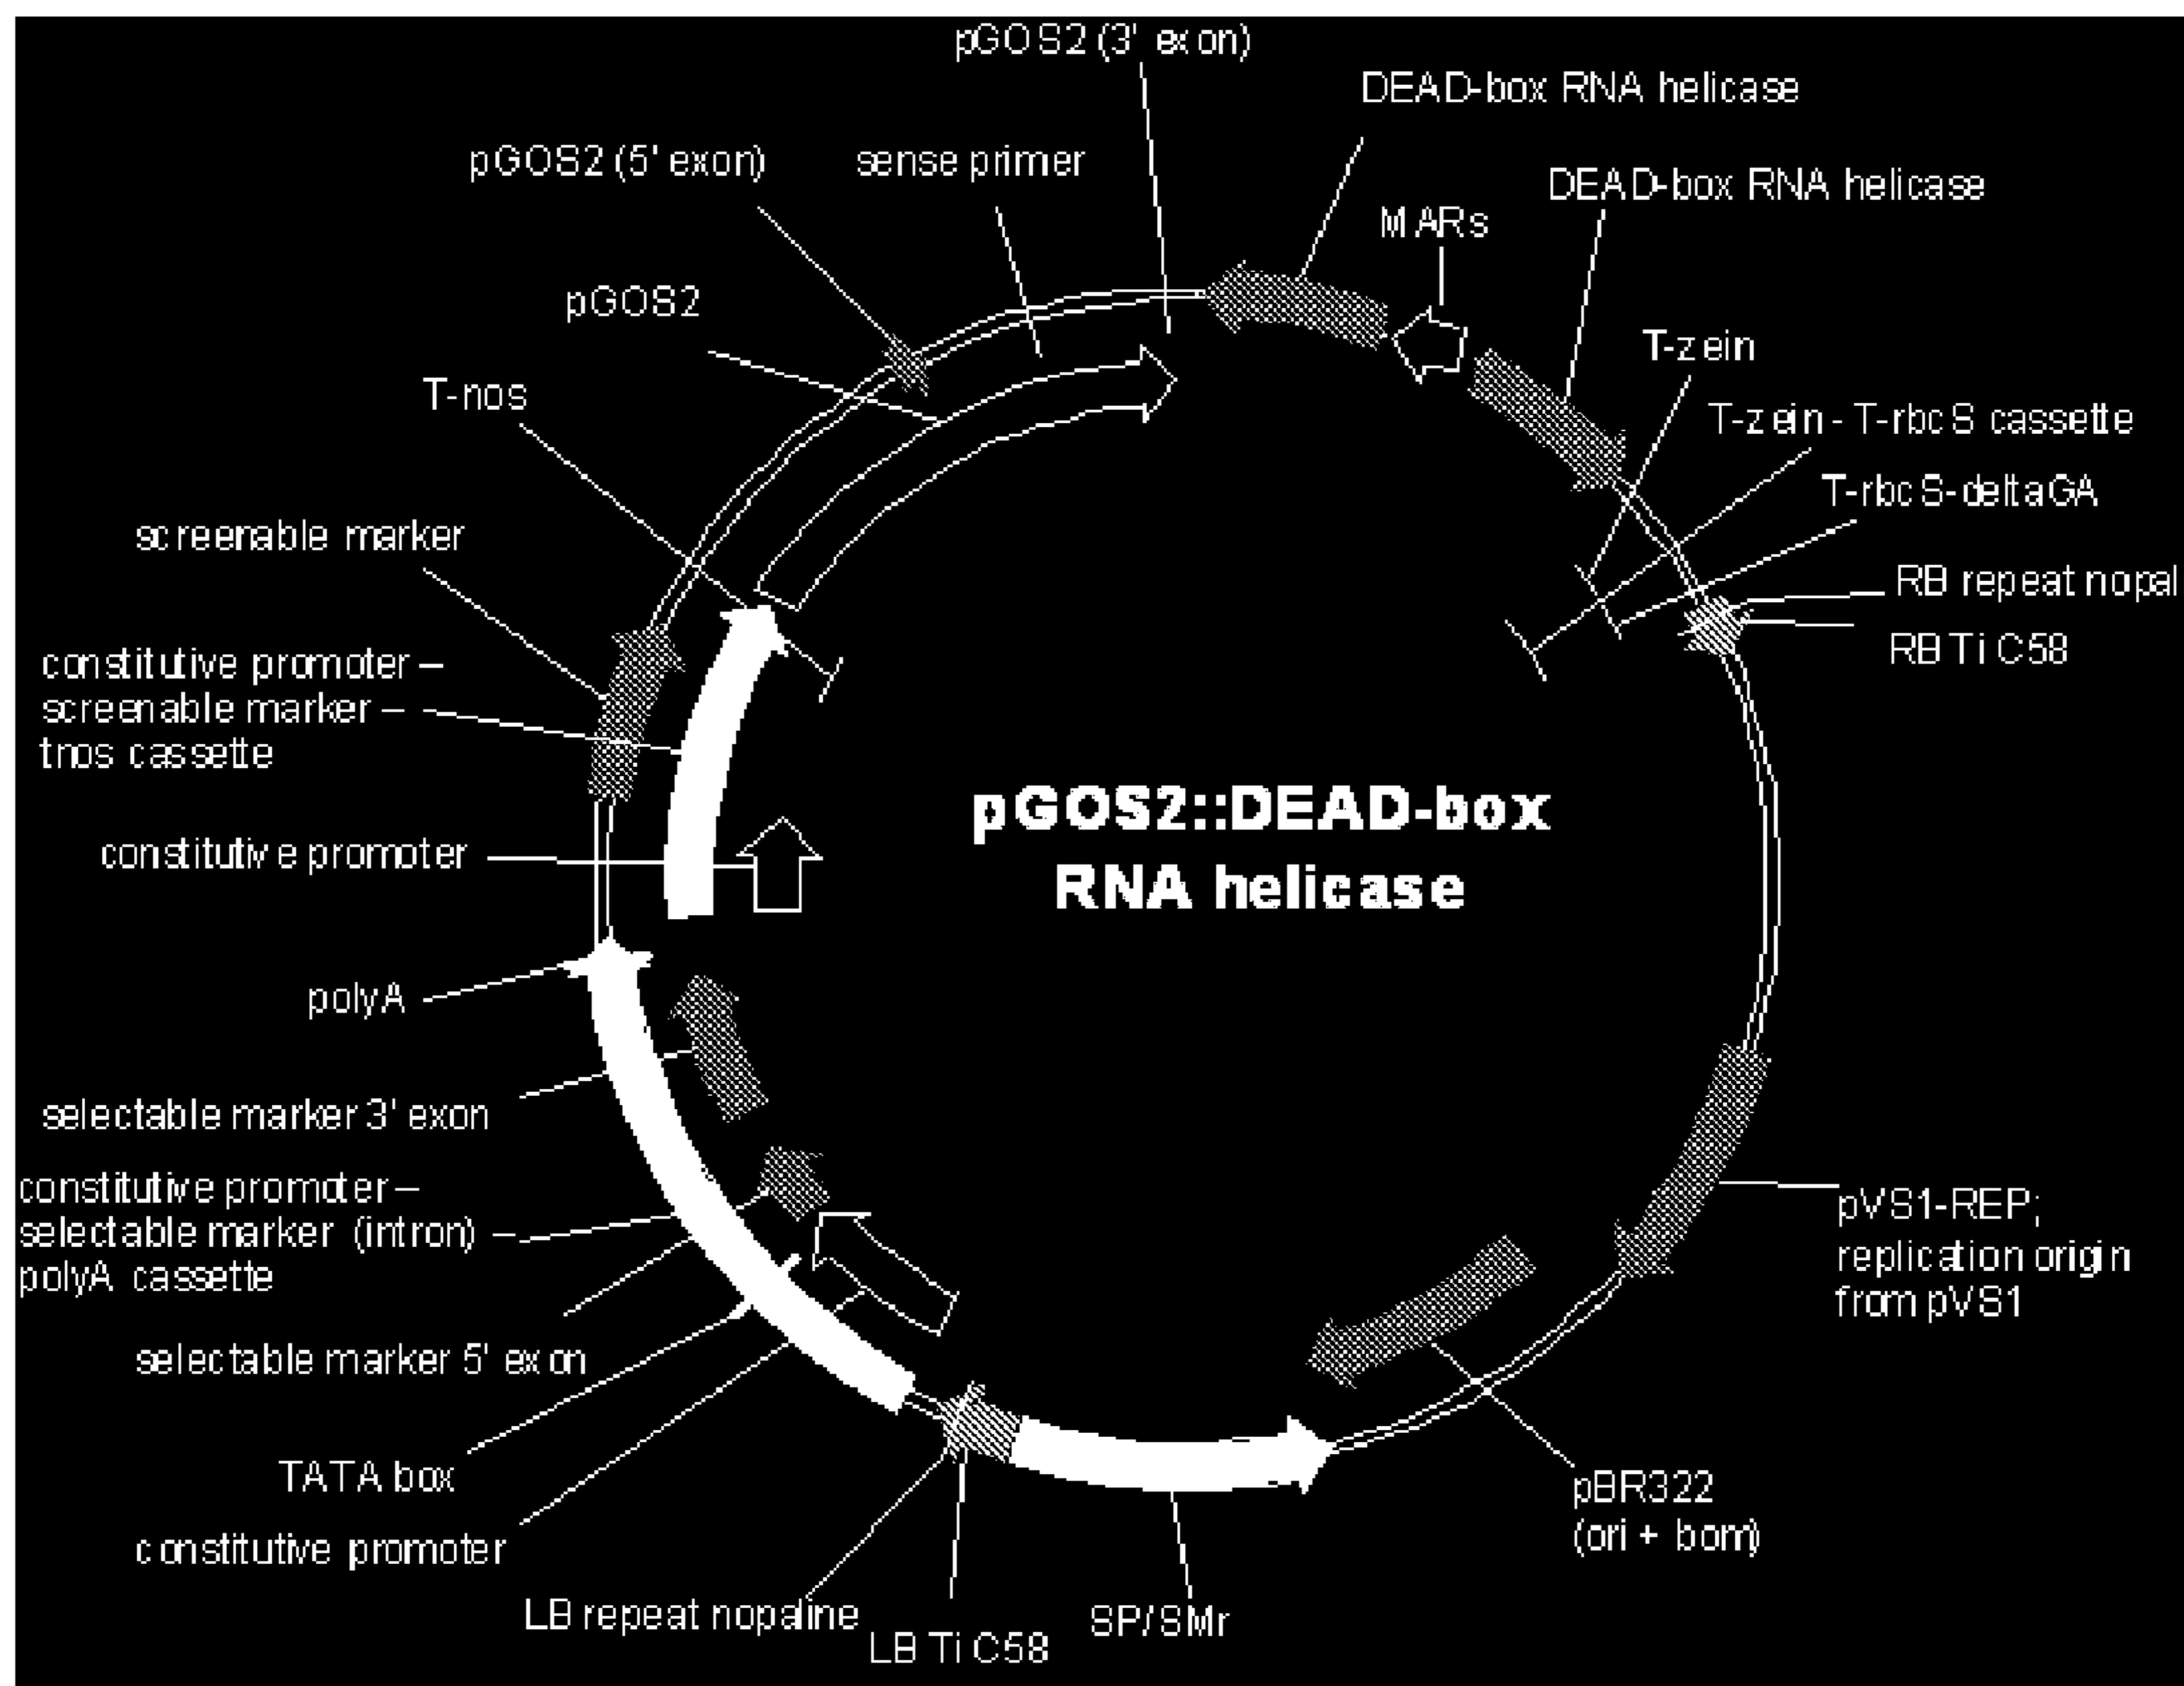 pGOS2 (3' exon)
DEAD-box RNA helicase
pGOS2 (5' exon)
sense primer
DEAD-box RNA helicase
MARs
pGOS2
T-zein
T-nos
T-zein - T-rbcS cassette
T-rbcS-deltaGA
screenable marker
RB repeat nopal
RB Ti C58
constitutive promoter –
screenable marker –
tnos cassette
pGOS2::DEAD-box
RNA helicase
constitutive promoter
polyA
selectable marker 3' exon
constitutive promoter –
selectable marker (intron) –
polyA cassette
pVS1-REP;
replication origin
from pVS1
selectable marker 5' exon
TATA box
pBR322
(ori + bom)
constitutive promoter
LB repeat nopaline
LB Ti C58
SP/SMr